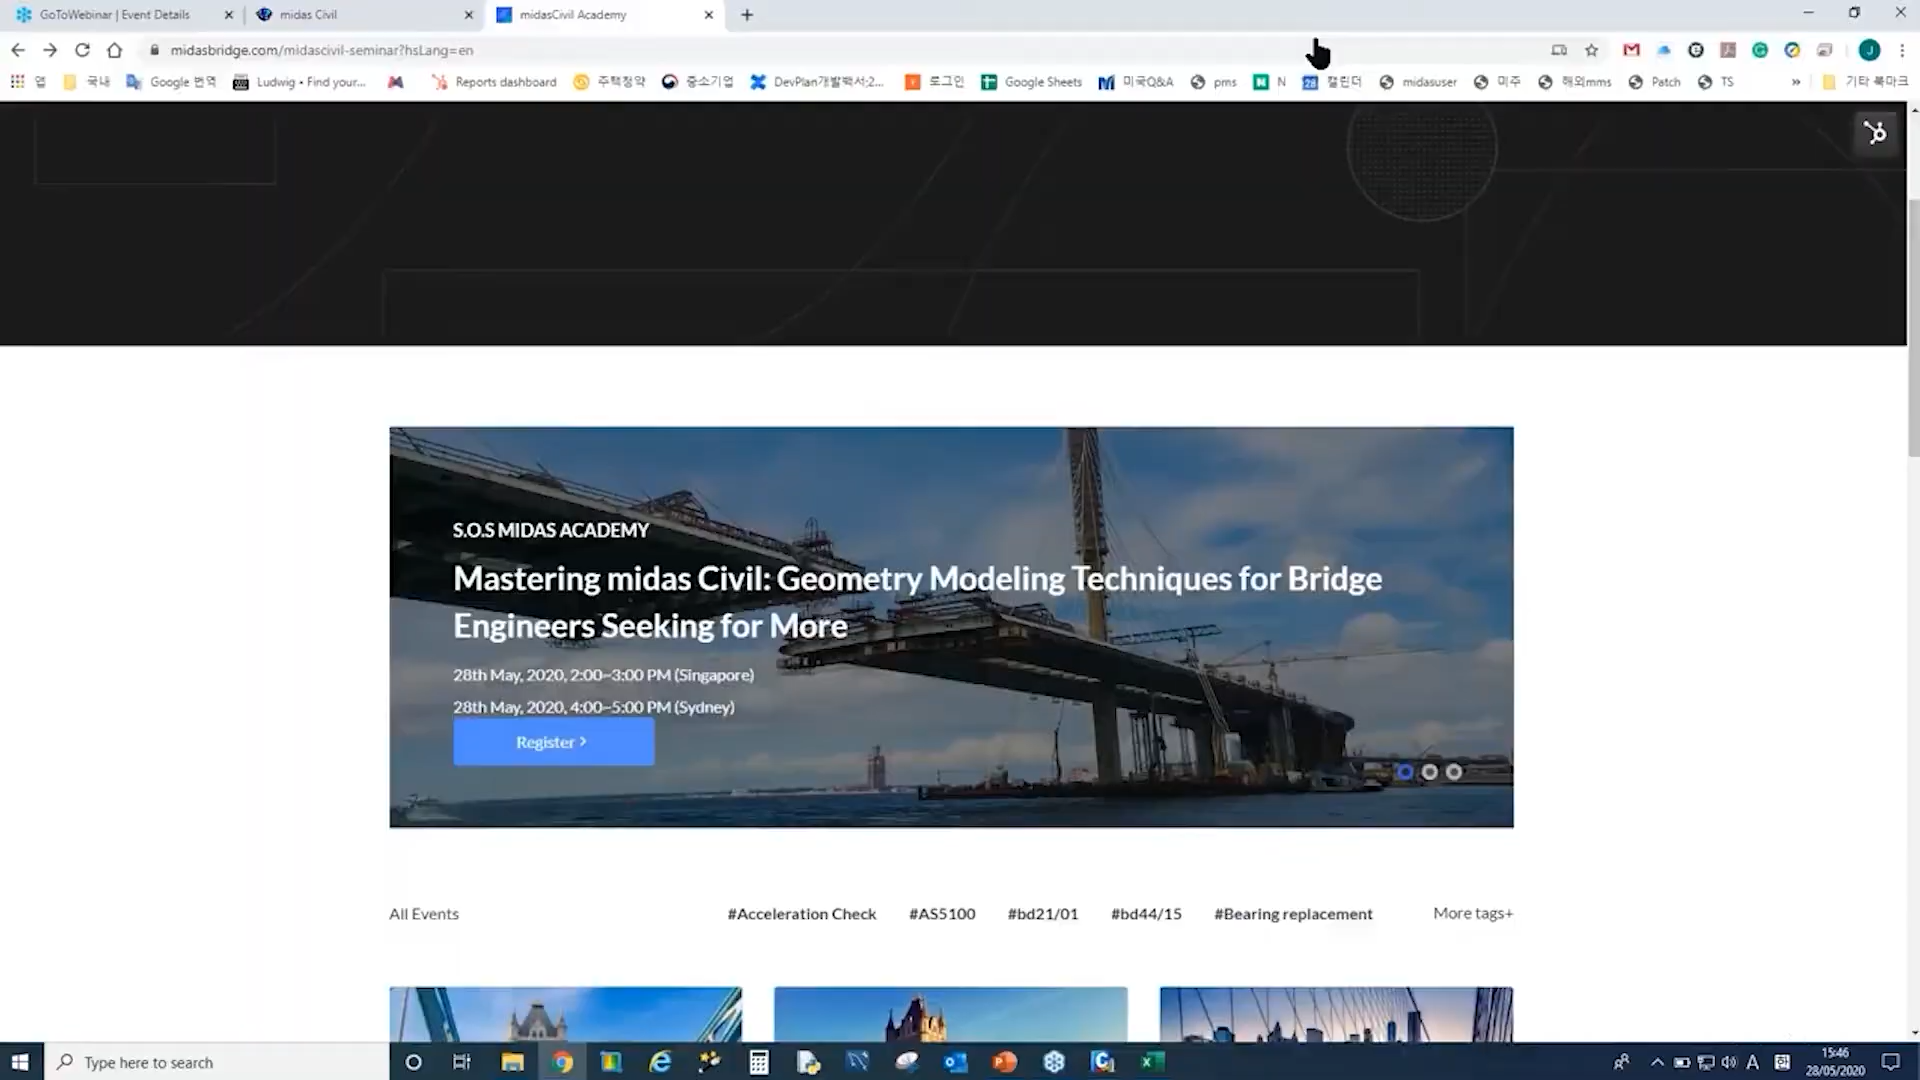 GoToWebinar | Event Details
midas Civil
midasCivil Academy
midasbridge.com/midascivil-seminar?hsLang=en
앱
국내
Google 번역
Ludwig • Find your...
Reports dashboard
주택청약
중소기업
DevPlan개발백서-2...
로그인
Google Sheets
미국Q&A
pms
N
28
캘린더
midasuser
미주
해외mms
Patch
TS
»
기타 북마크
J
S.O.S MIDAS ACADEMY
Mastering midas Civil: Geometry Modeling Techniques for Bridge
Engineers Seeking for More
28th May, 2020, 2:00~3:00 PM (Singapore)
28th May, 2020, 4:00~5:00 PM (Sydney)
Register >
All Events
#Acceleration Check
#AS5100
#bd21/01
#bd44/15
#Bearing replacement
More tags+
Type here to search
A
15:46
28/05/2020